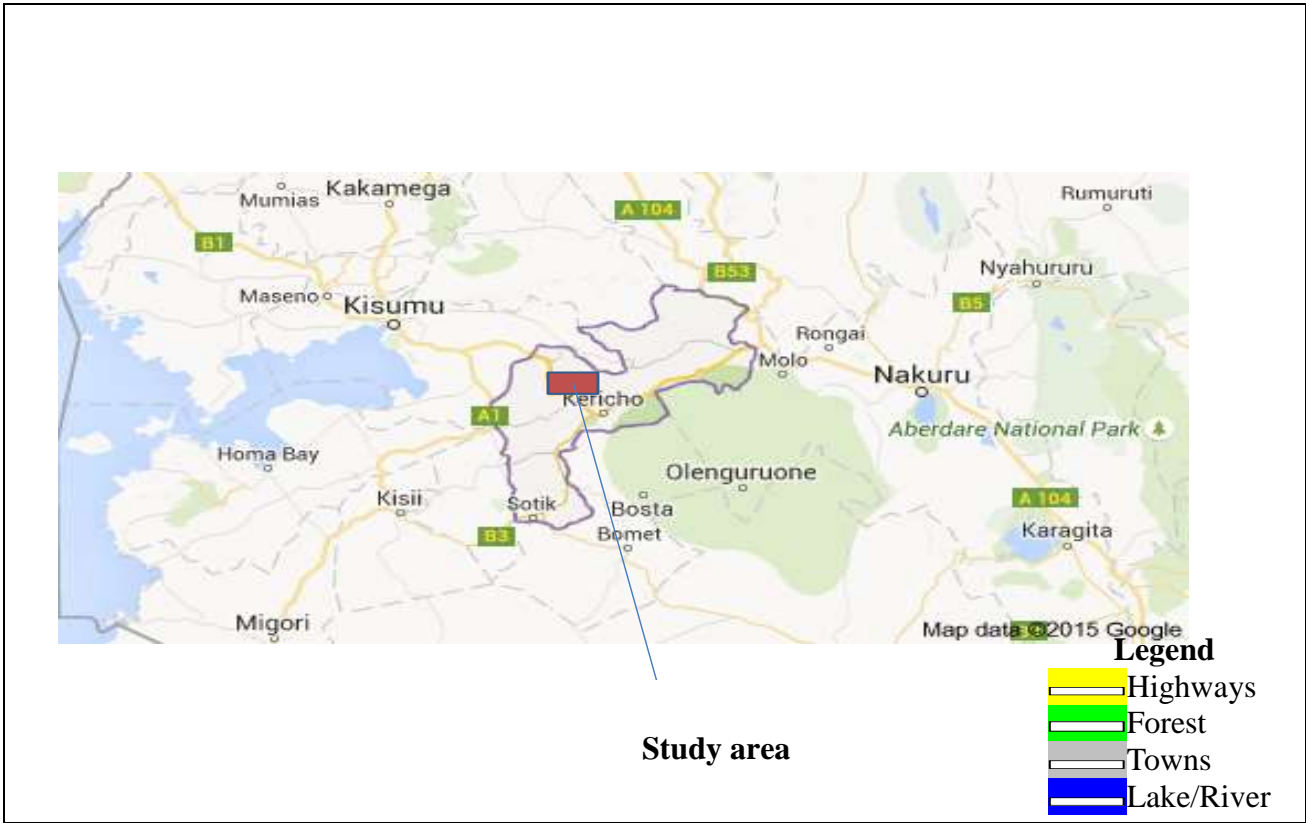 Kakamega
Mumias
A 104
Rumuruti
B1
B53
Nyahururu
Maseno
Kisumu
B5
Rongai
Molo
Nakuru
Kericho
A1
Aberdare National Park
Homa Bay
Olenguruone
Kisii
Sotik
Bosta
A 104
B3
Bomet
Karagita
Migori
Map data ©2015 Google
Legend
Highways
Forest
Study area
Towns
Lake/River